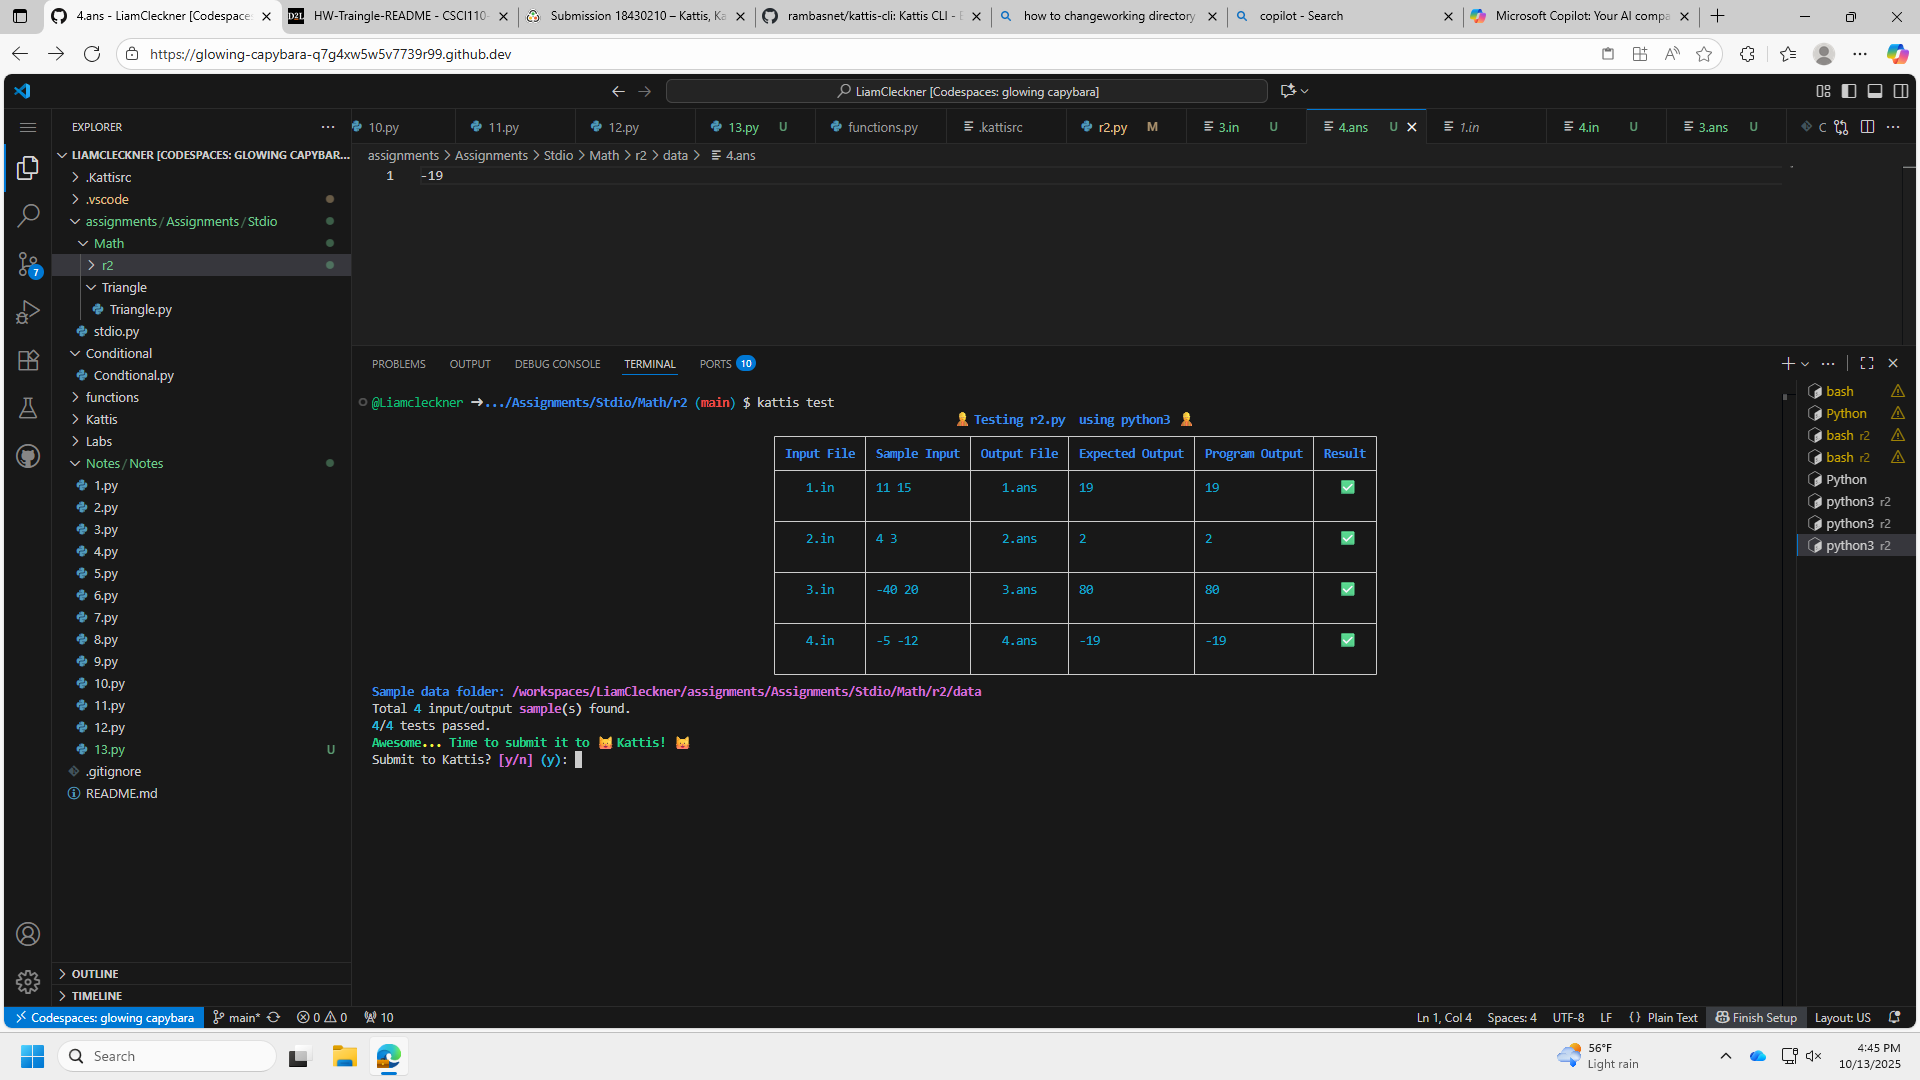 4.ans - LiamCleckner [Codespaces
HW-Traingle-README - CSCI110-
Submission 18430210 – Kattis, Ka
rambasnet/kattis-cli: Kattis CLI - E
how to changeworking directory
copilot - Search
Microsoft Copilot: Your AI compa
https://glowing-capybara-q7g4xw5w5v7739r99.github.dev
LiamCleckner [Codespaces: glowing capybara]
EXPLORER
10.py
11.py
12.py
13.py U
functions.py
.kattisrc
r2.py M
3.in U
4.ans U
1.in
4.in U
3.ans U
C
LIAMCLECKNER [CODESPACES: GLOWING CAPYBAR...
assignments > Assignments > Stdio > Math > r2 > data > 4.ans
1 -19
.Kattisrc
.vscode
assignments / Assignments / Stdio
Math
r2
Triangle
Triangle.py
stdio.py
Conditional
Condtional.py
functions
Kattis
Labs
Notes / Notes
1.py
2.py
3.py
4.py
5.py
6.py
7.py
8.py
9.py
10.py
11.py
12.py
13.py U
.gitignore
README.md
OUTLINE
TIMELINE
7
PROBLEMS OUTPUT DEBUG CONSOLE TERMINAL PORTS 10
@Liamcleckner ➜.../Assignments/Stdio/Math/r2 (main) $ kattis test
Testing r2.py using python3
Input File Sample Input Output File Expected Output Program Output Result
1.in 11 15 1.ans 19 19 ✅
2.in 4 3 2.ans 2 2 ✅
3.in -40 20 3.ans 80 80 ✅
4.in -5 -12 4.ans -19 -19 ✅
Sample data folder: /workspaces/LiamCleckner/assignments/Assignments/Stdio/Math/r2/data
Total 4 input/output sample(s) found.
4/4 tests passed.
Awesome... Time to submit it to 😸 Kattis! 😸
Submit to Kattis? [y/n] (y):
bash
Python
bash r2
bash r2
Python
python3 r2
python3 r2
python3 r2
Codespaces: glowing capybara
main*
0 0
10
Ln 1, Col 4
Spaces: 4
UTF-8
LF
{} Plain Text
Finish Setup
Layout: US
Search
56°F
Light rain
4:45 PM
10/13/2025
D2L